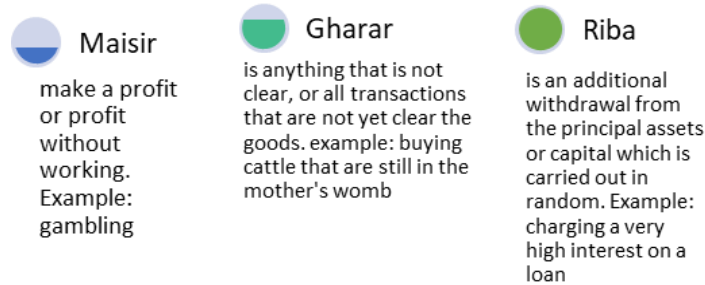 Maisir
make a profit
or profit
without
working.
Example:
gambling
Gharar
is anything that is not
clear, or all transactions
that are not yet clear the
goods. example: buying
cattle that are still in the
mother's womb
Riba
is an additional
withdrawal from
the principal assets
or capital which is
carried out in
random. Example:
charging a very
high interest on a
loan